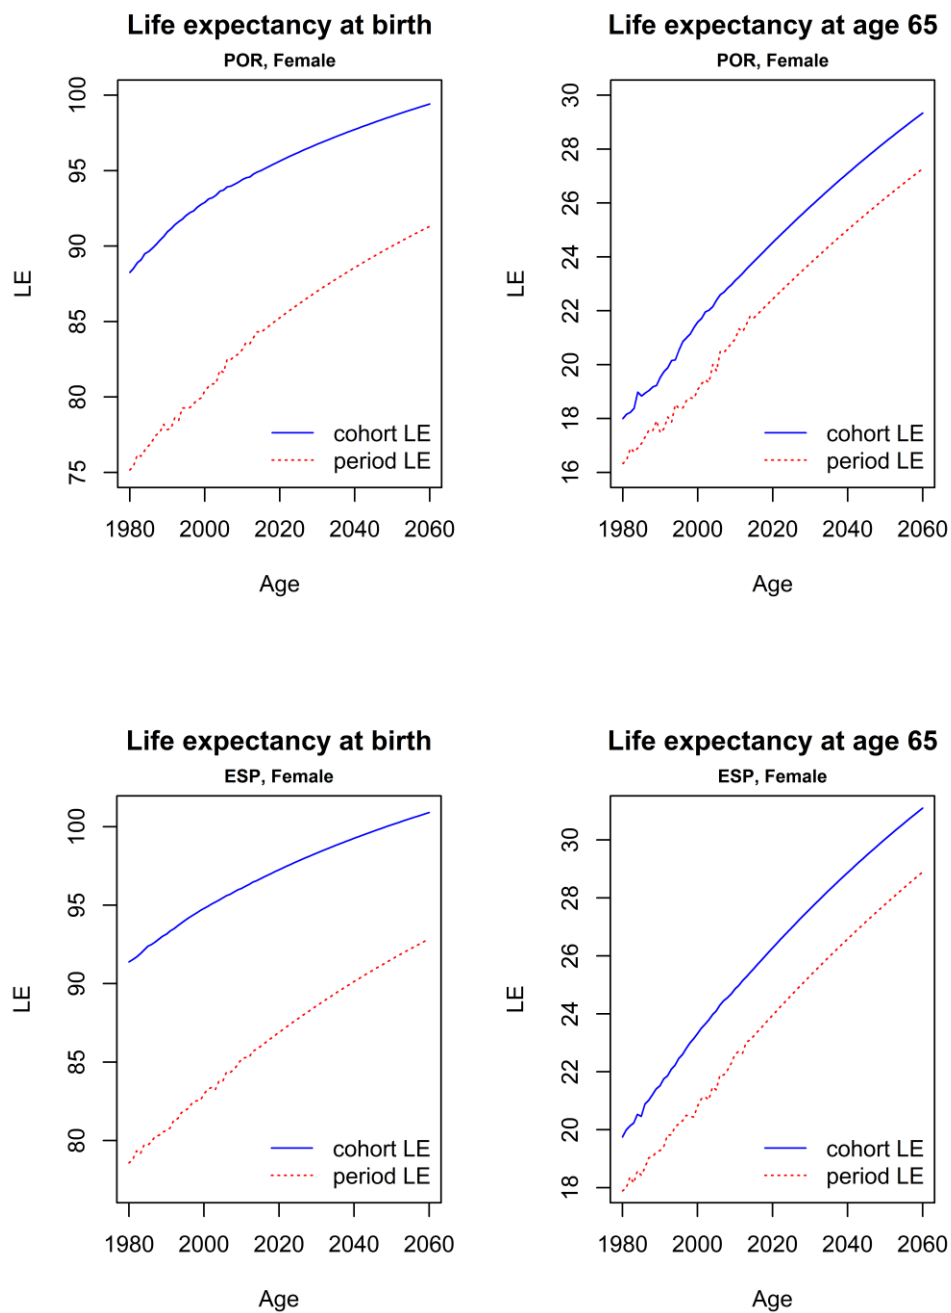 Life expectancy at birth
POR, Female
LE
100
95
90
85
80
75
cohort LE
period LE
1980 2000 2020 2040 2060
Age
Life expectancy at age 65
POR, Female
LE
30
28
26
24
22
20
18
16
cohort LE
period LE
1980 2000 2020 2040 2060
Age
Life expectancy at birth
ESP, Female
LE
100
95
90
85
80
cohort LE
period LE
1980 2000 2020 2040 2060
Age
Life expectancy at age 65
ESP, Female
LE
30
28
26
24
22
20
18
cohort LE
period LE
1980 2000 2020 2040 2060
Age